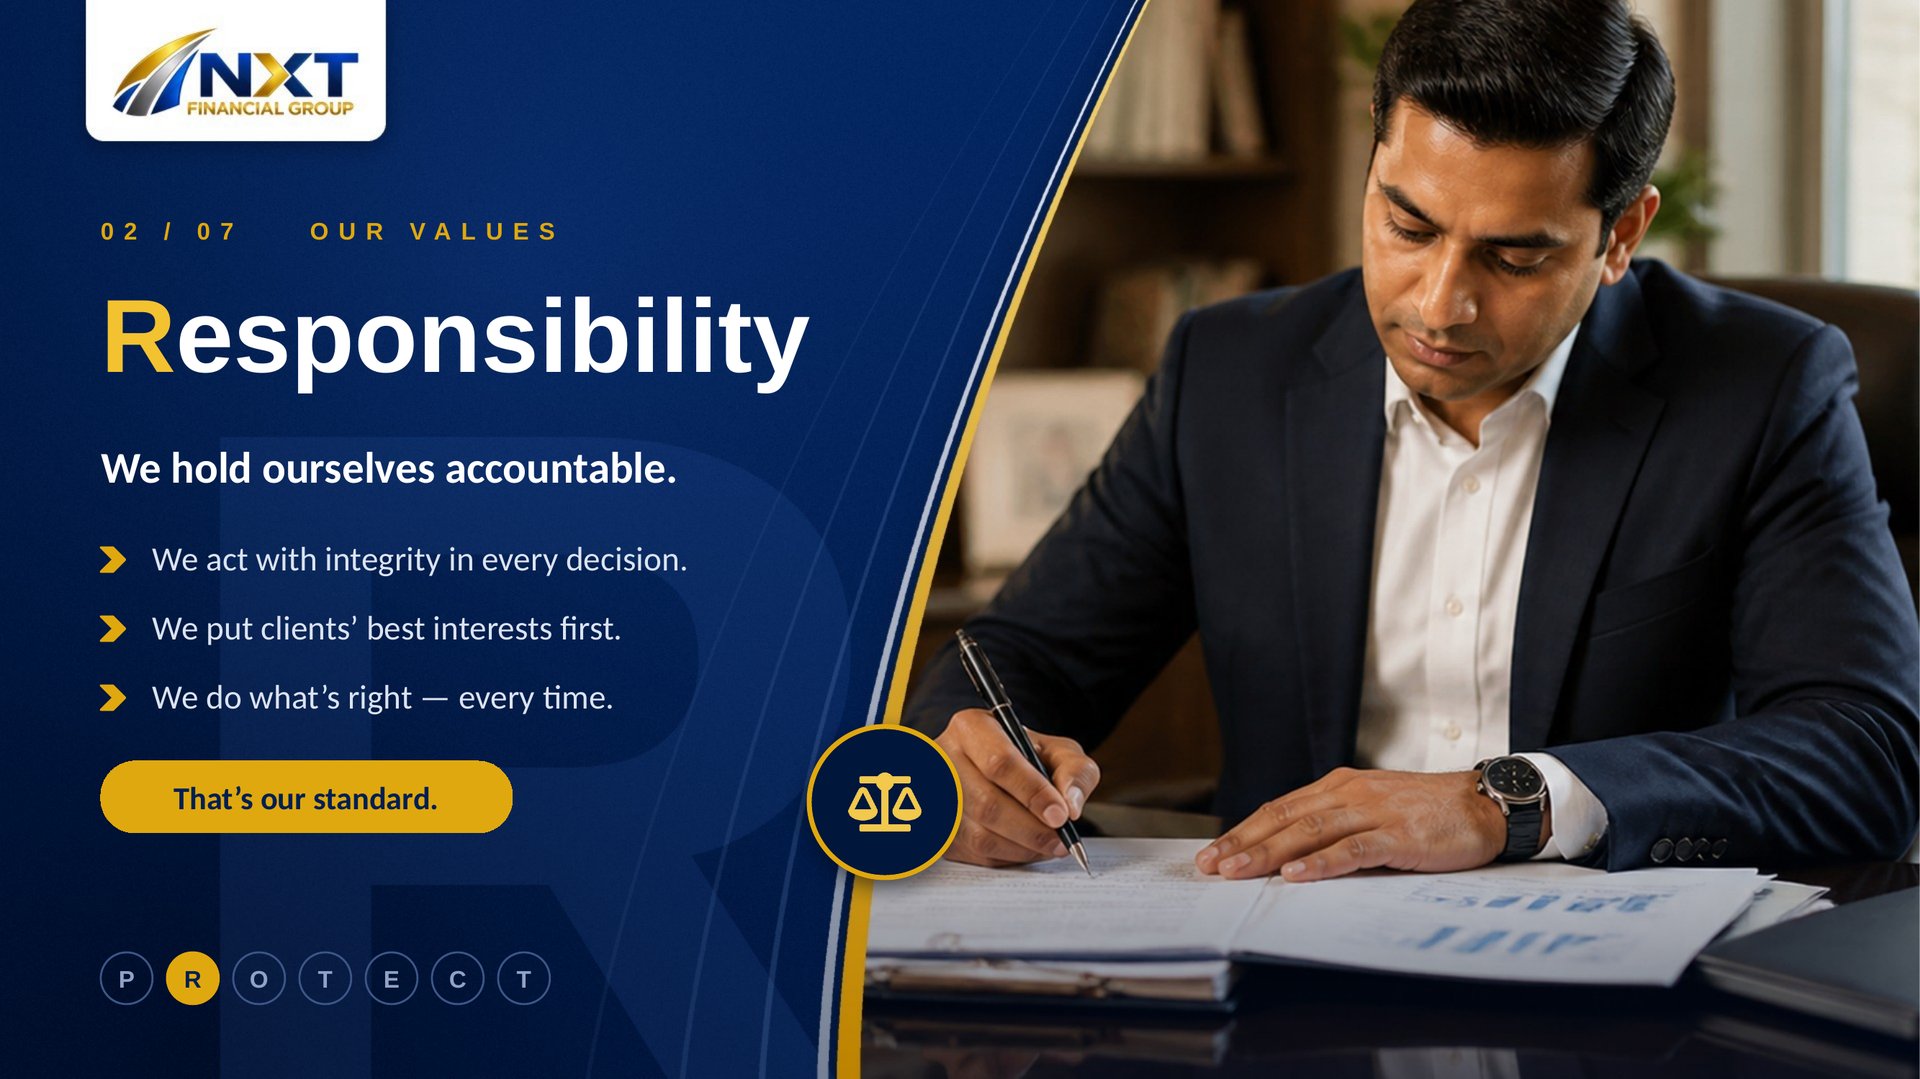 NXT
FINANCIAL GROUP
02 / 07 OUR VALUES
Responsibility
We hold ourselves accountable.
We act with integrity in every decision.
We put clients’ best interests first.
We do what’s right — every time.
That’s our standard.
P R O T E C T